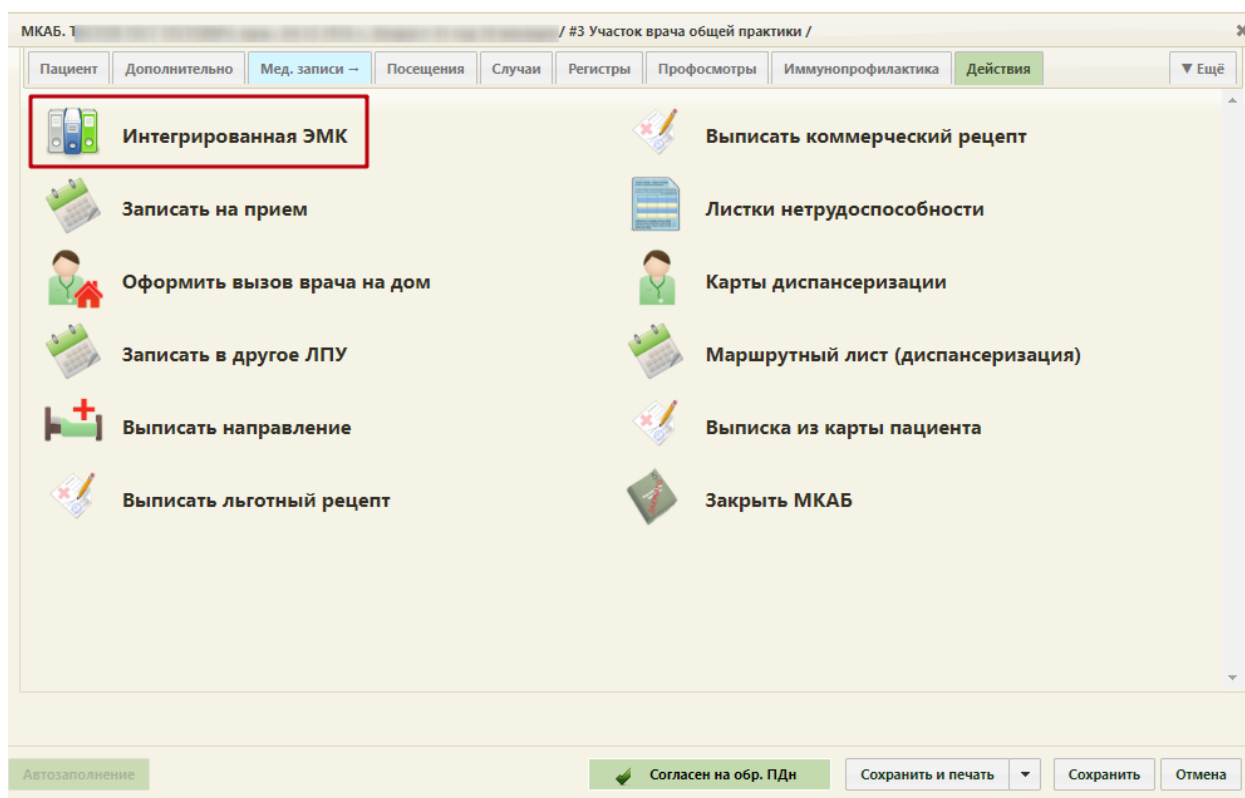 МКАБ. Т / #3 Участок врача общей практики /
Пациент Дополнительно Мед. записи → Посещения Случаи Регистры Профосмотры Иммунопрофилактика Действия ▼ Ещё
Интегрированная ЭМК
Выписать коммерческий рецепт
Записать на прием
Листки нетрудоспособности
Оформить вызов врача на дом
Карты диспансеризации
Записать в другое ЛПУ
Маршрутный лист (диспансеризация)
Выписать направление
Выписка из карты пациента
Выписать льготный рецепт
Закрыть МКАБ
Автозаполнение Согласен на обр. ПДн Сохранить и печать Сохранить Отмена